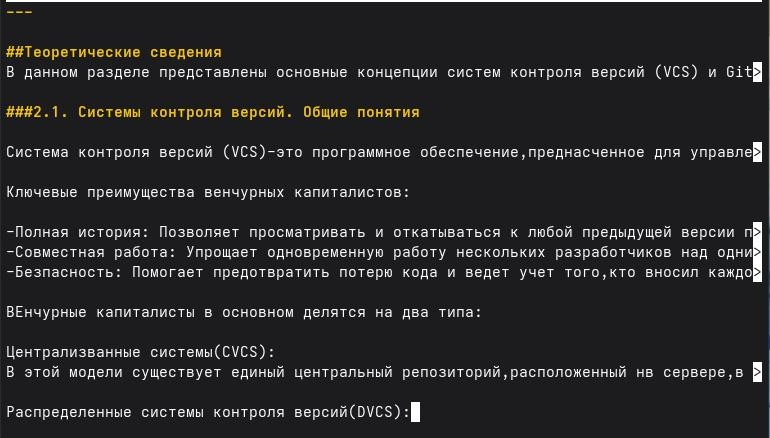 ---
##Теоретические сведения
В данном разделе представлены основные концепции систем контроля версий (VCS) и Git>
###2.1. Системы контроля версий. Общие понятия
Система контроля версий (VCS)-это программное обеспечение,преднасченное для управле>
Ключевые преимущества венчурных капиталистов:
-Полная история: Позволяет просматривать и откатываться к любой предыдущей версии п>
-Совместная работа: Упрощает одновременную работу нескольких разработчиков над одни>
-Безпасность: Помогает предотвратить потерю кода и ведет учет того,кто вносил каждо>
ВЕнчурные капиталисты в основном делятся на два типа:
Централизванные системы(CVCS):
В этой модели существует единый центральный репозиторий,расположенный нв сервере,в >
Распределенные системы контроля версий(DVCS):